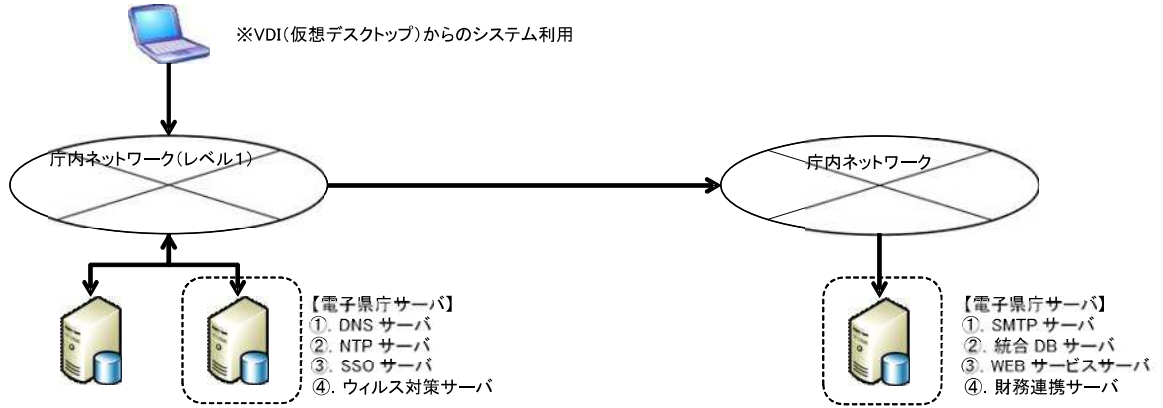 ※VDI(仮想デスクトップ)からのシステム利用
庁内ネットワーク(レベル1)
庁内ネットワーク
【電子県庁サーバ】
①. DNS サーバ
②. NTP サーバ
③. SSO サーバ
④. ウィルス対策サーバ
【電子県庁サーバ】
①. SMTP サーバ
②. 統合 DB サーバ
③. WEB サービスサーバ
④. 財務連携サーバ